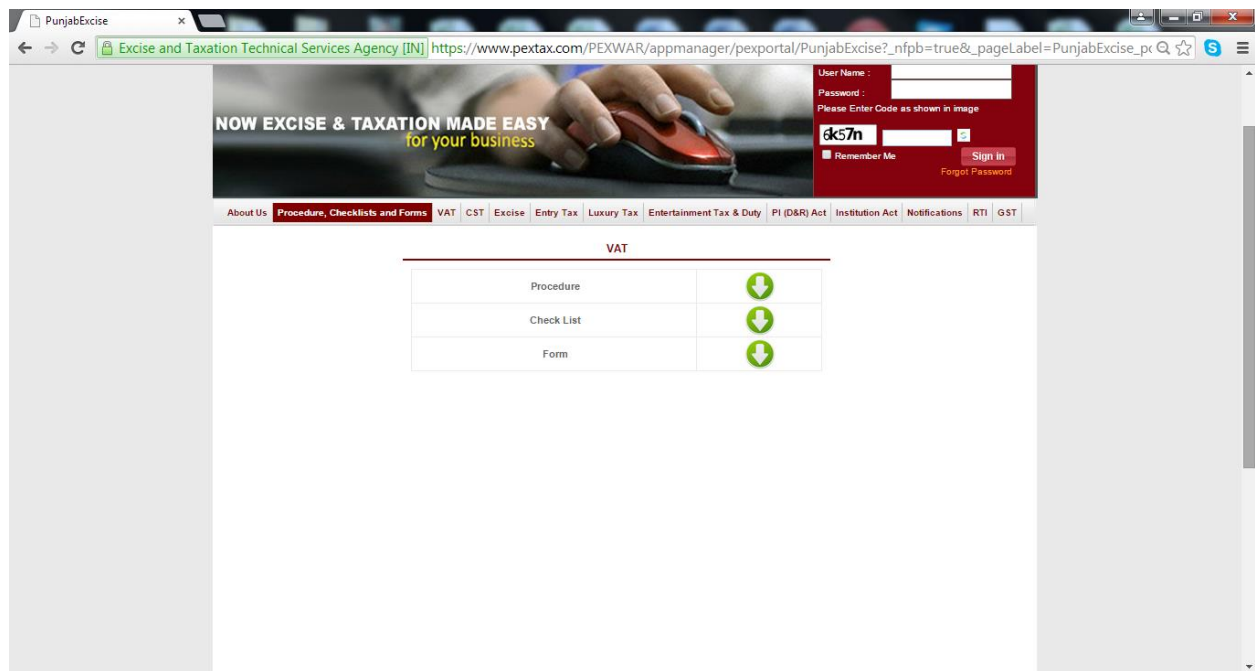 PunjabExcise
Excise and Taxation Technical Services Agency [IN] https://www.pextax.com/PEXWAR/appmanager/pexportal/PunjabExcise?_nfpb=true&_pageLabel=PunjabExcise_p
User Name :
Password :
Please Enter Code as shown in image
NOW EXCISE & TAXATION MADE EASY
for your business
6k57n
Remember Me
Sign in
Forgot Password
About Us Procedure, Checklists and Forms VAT CST Excise Entry Tax Luxury Tax Entertainment Tax & Duty PI (D&R) Act Institution Act Notifications RTI GST
VAT
Procedure
Check List
Form